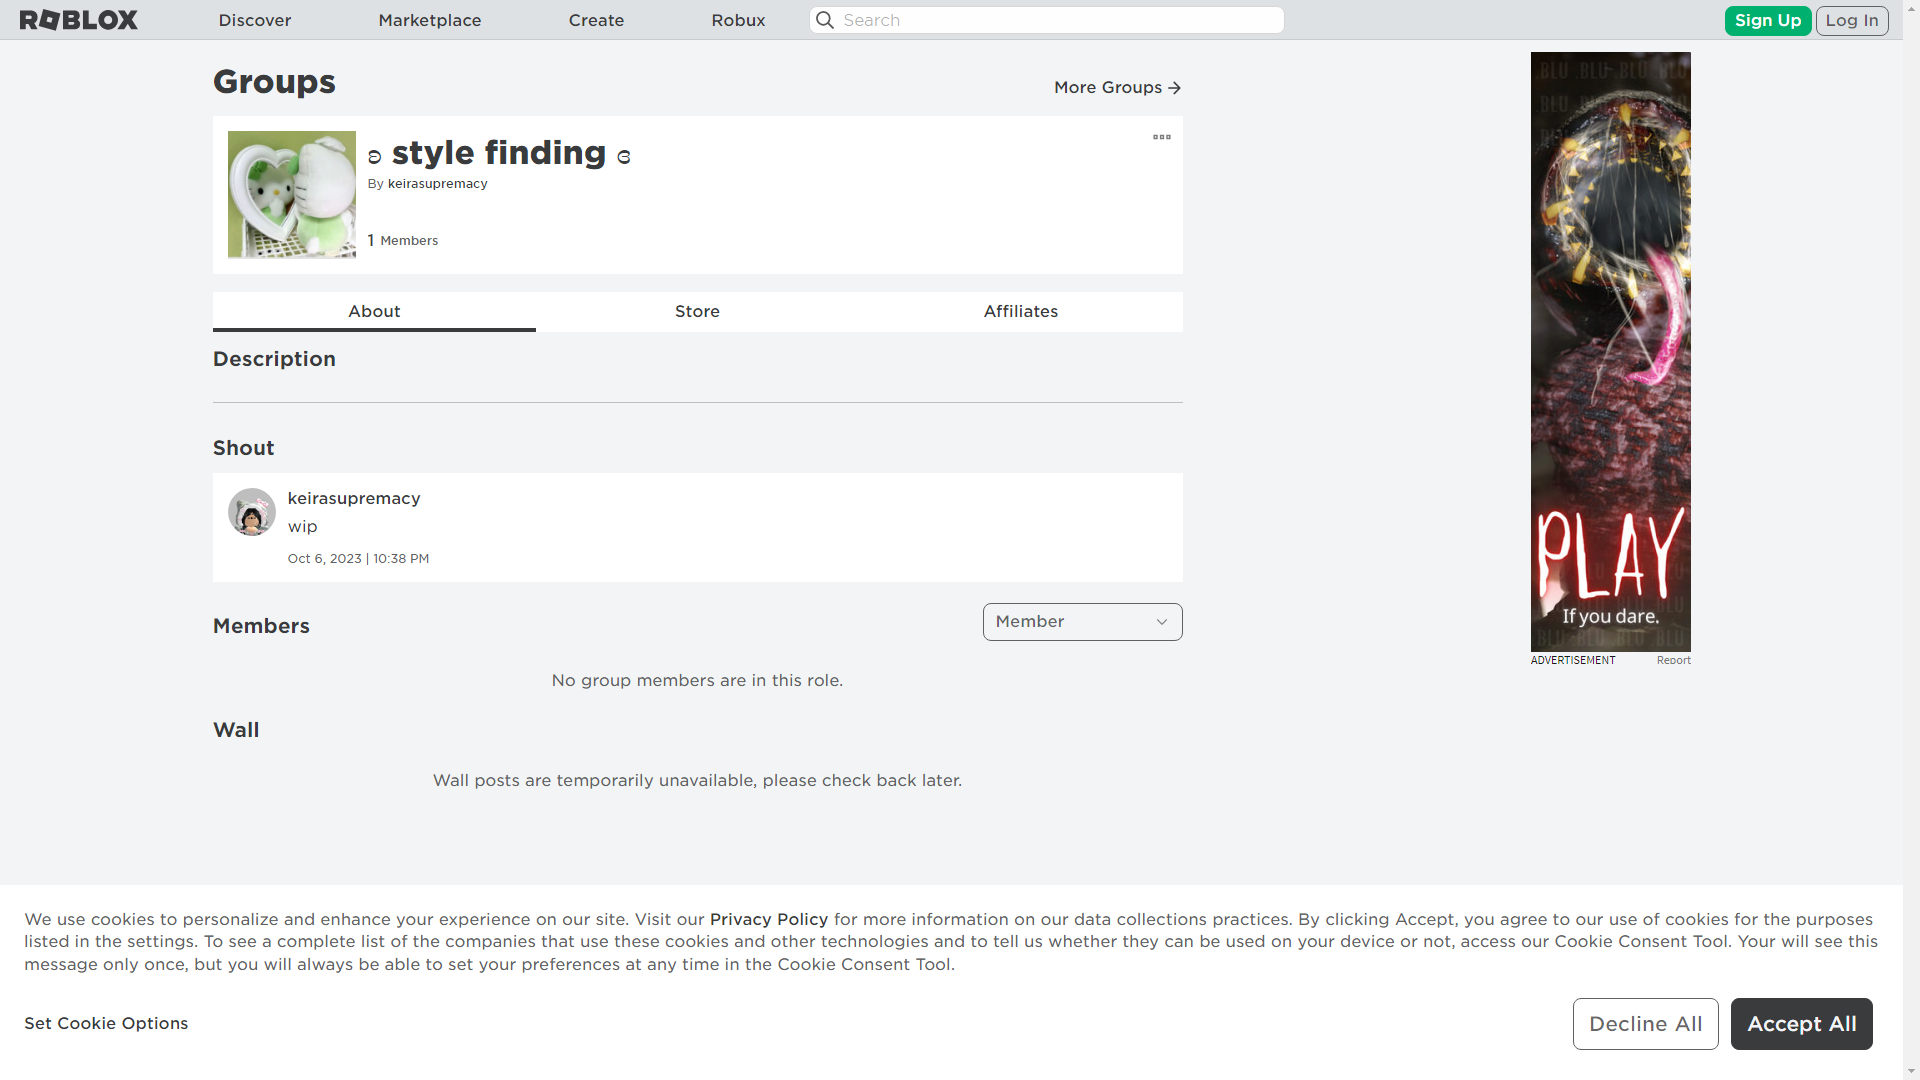 ROBLOX
Discover
Marketplace
Create
Robux
Search
Sign Up
Log In
Groups
More Groups
ʚ style finding ɞ
By keirasupremacy
1 Members
About
Store
Affiliates
Description
Shout
keirasupremacy
wip
Oct 6, 2023 | 10:38 PM
Members
Member
No group members are in this role.
Wall
Wall posts are temporarily unavailable, please check back later.
PLAY
If you dare.
ADVERTISEMENT
Report
We use cookies to personalize and enhance your experience on our site. Visit our Privacy Policy for more information on our data collections practices. By clicking Accept, you agree to our use of cookies for the purposes
listed in the settings. To see a complete list of the companies that use these cookies and other technologies and to tell us whether they can be used on your device or not, access our Cookie Consent Tool. Your will see this
message only once, but you will always be able to set your preferences at any time in the Cookie Consent Tool.
Set Cookie Options
Decline All
Accept All